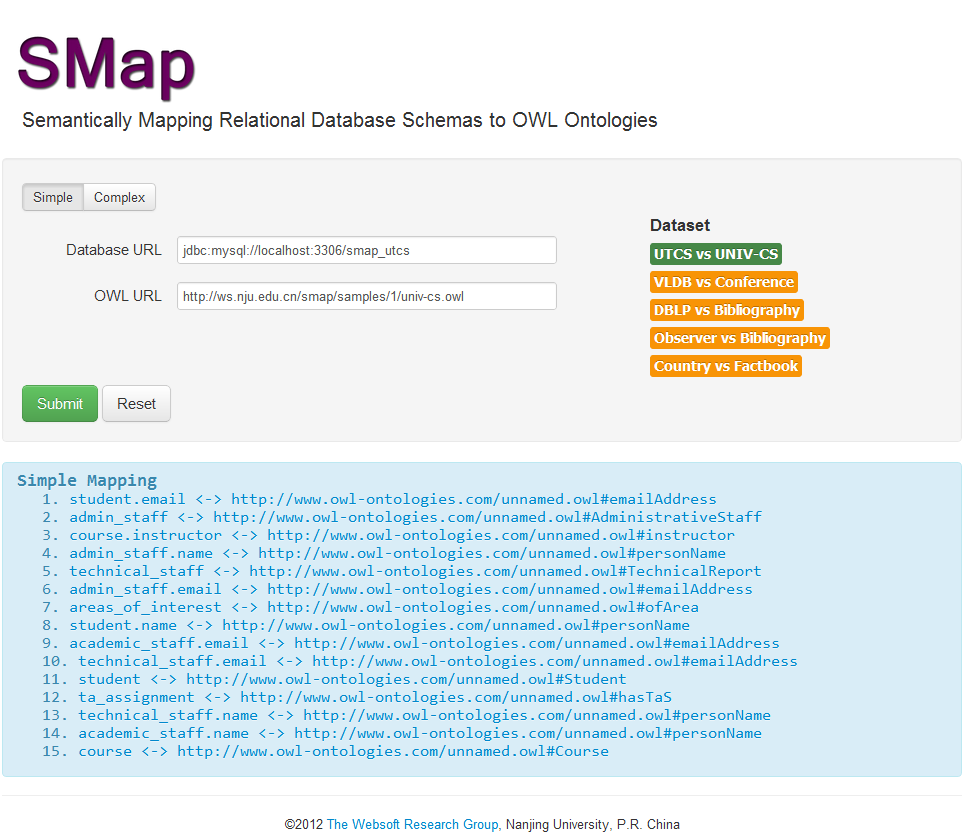 SMap
Semantically Mapping Relational Database Schemas to OWL Ontologies
Simple Complex
Database URL jdbc:mysql://localhost:3306/smap_utcs
OWL URL http://ws.nju.edu.cn/smap/samples/1/univ-cs.owl
Dataset
UTCS vs UNIV-CS
VLDB vs Conference
DBLP vs Bibliography
Observer vs Bibliography
Country vs Factbook
Submit Reset
Simple Mapping
1. student.email <-> http://www.owl-ontologies.com/unnamed.owl#emailAddress
2. admin_staff <-> http://www.owl-ontologies.com/unnamed.owl#AdministrativeStaff
3. course.instructor <-> http://www.owl-ontologies.com/unnamed.owl#instructor
4. admin_staff.name <-> http://www.owl-ontologies.com/unnamed.owl#personName
5. technical_staff <-> http://www.owl-ontologies.com/unnamed.owl#TechnicalReport
6. admin_staff.email <-> http://www.owl-ontologies.com/unnamed.owl#emailAddress
7. areas_of_interest <-> http://www.owl-ontologies.com/unnamed.owl#ofArea
8. student.name <-> http://www.owl-ontologies.com/unnamed.owl#personName
9. academic_staff.email <-> http://www.owl-ontologies.com/unnamed.owl#emailAddress
10. technical_staff.email <-> http://www.owl-ontologies.com/unnamed.owl#emailAddress
11. student <-> http://www.owl-ontologies.com/unnamed.owl#Student
12. ta_assignment <-> http://www.owl-ontologies.com/unnamed.owl#hasTaS
13. technical_staff.name <-> http://www.owl-ontologies.com/unnamed.owl#personName
14. academic_staff.name <-> http://www.owl-ontologies.com/unnamed.owl#personName
15. course <-> http://www.owl-ontologies.com/unnamed.owl#Course
©2012 The Websoft Research Group, Nanjing University, P.R. China